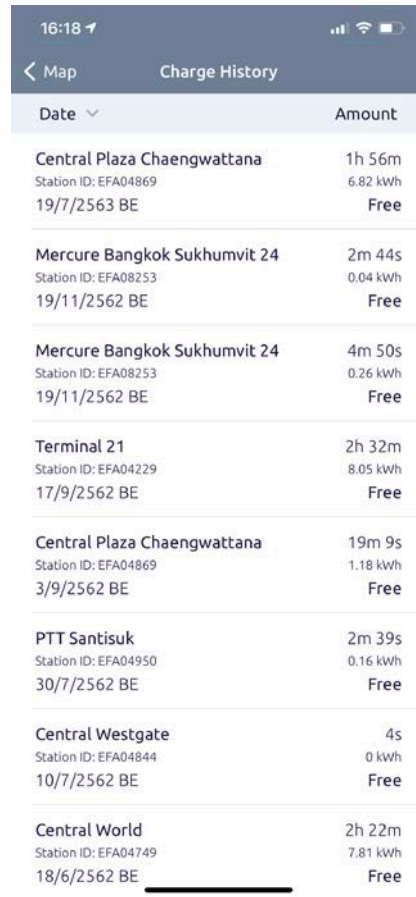 16:18
Map
Charge History
Date
Amount
Central Plaza Chaengwattana 1h 56m
Station ID: EFA04869 6.82 kWh
19/7/2563 BE Free
Mercure Bangkok Sukhumvit 24 2m 44s
Station ID: EFA08253 0.04 kWh
19/11/2562 BE Free
Mercure Bangkok Sukhumvit 24 4m 50s
Station ID: EFA08253 0.26 kWh
19/11/2562 BE Free
Terminal 21 2h 32m
Station ID: EFA04229 8.05 kWh
17/9/2562 BE Free
Central Plaza Chaengwattana 19m 9s
Station ID: EFA04869 1.18 kWh
3/9/2562 BE Free
PTT Santisuk 2m 39s
Station ID: EFA04950 0.16 kWh
30/7/2562 BE Free
Central Westgate 4s
Station ID: EFA04844 0 kWh
10/7/2562 BE Free
Central World 2h 22m
Station ID: EFA04749 7.81 kWh
18/6/2562 BE Free